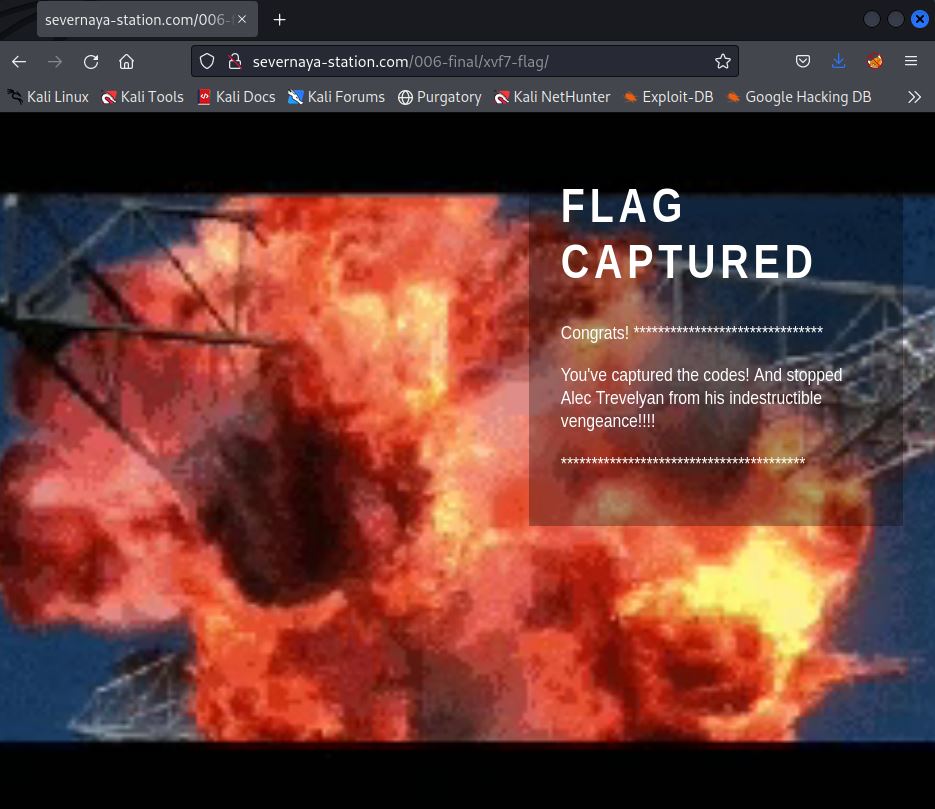 severnaya-station.com/006-f
severnaya-station.com/006-final/xvf7-flag/
Kali Linux Kali Tools Kali Docs Kali Forums Purgatory Kali NetHunter Exploit-DB Google Hacking DB
FLAG
CAPTURED
Congrats! *******************************
You've captured the codes! And stopped
Alec Trevelyan from his indestructible
vengeance!!!!
****************************************